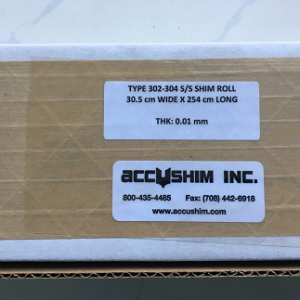 TYPE 302-304 S/S SHIM ROLL
30.5 cm WIDE X 254 cm LONG
THK: 0.01 mm
ACCUSHIM INC.
800-435-4485 Fax: (708) 442-6918
www.accushim.com